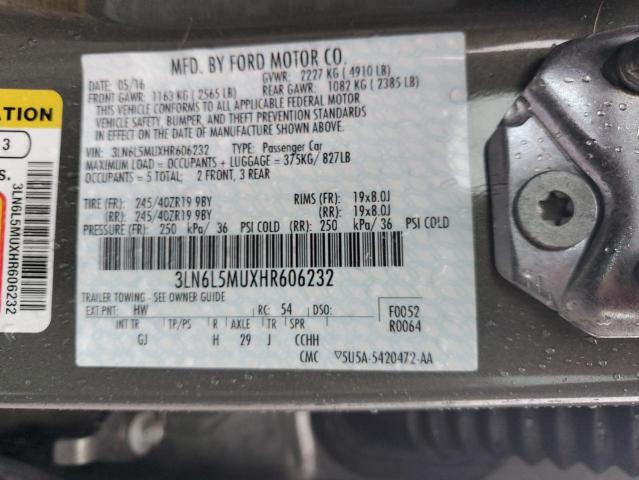 MFD. BY FORD MOTOR CO.
DATE: 05/16 GVWR: 2227 KG ( 4910 LB)
FRONT GAWR: 1163 KG ( 2565 LB) REAR GAWR: 1082 KG ( 2385 LB)
THIS VEHICLE CONFORMS TO ALL APPLICABLE FEDERAL MOTOR
VEHICLE SAFETY, BUMPER, AND THEFT PREVENTION STANDARDS
IN EFFECT ON THE DATE OF MANUFACTURE SHOWN ABOVE.
VIN: 3LN6L5MUXHR606232 TYPE: Passenger Car
MAXIMUM LOAD = OCCUPANTS + LUGGAGE = 375KG/ 827LB
OCCUPANTS = 5 TOTAL: 2 FRONT, 3 REAR
TIRE (FR): 245/40ZR19 98Y RIMS (FR): 19x8.0J
(RR): 245/40ZR19 98Y (RR): 19x8.0J
PRESSURE (FR): 250 kPa/ 36 PSI COLD (RR): 250 kPa/ 36 PSI COLD
3LN6L5MUXHR606232
TRAILER TOWING - SEE OWNER GUIDE
EXT PNT: HW RC: 54 DSO: F0052
R0064
INT TR TP/PS R AXLE TR SPR
GJ H 29 J CCHH
CMC ▽5U5A-5420472-AA
ATION
3
s.
3LN6L5MUXHR606232